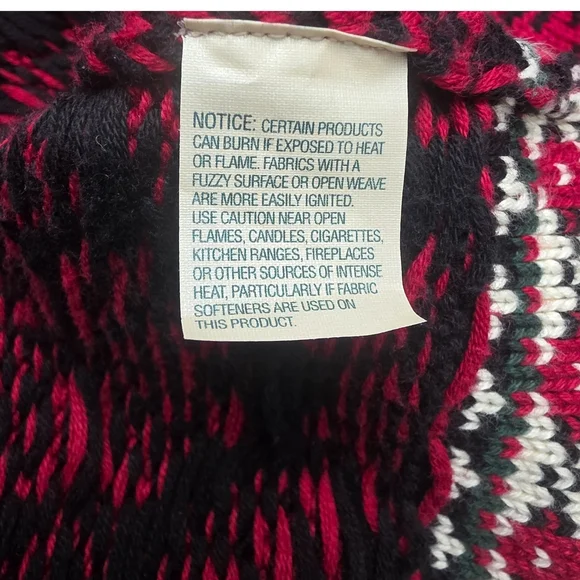 NOTICE: CERTAIN PRODUCTS
CAN BURN IF EXPOSED TO HEAT
OR FLAME. FABRICS WITH A
FUZZY SURFACE OR OPEN WEAVE
ARE MORE EASILY IGNITED.
USE CAUTION NEAR OPEN
FLAMES, CANDLES, CIGARETTES,
KITCHEN RANGES, FIREPLACES
OR OTHER SOURCES OF INTENSE
HEAT, PARTICULARLY IF FABRIC
SOFTENERS ARE USED ON
THIS PRODUCT.